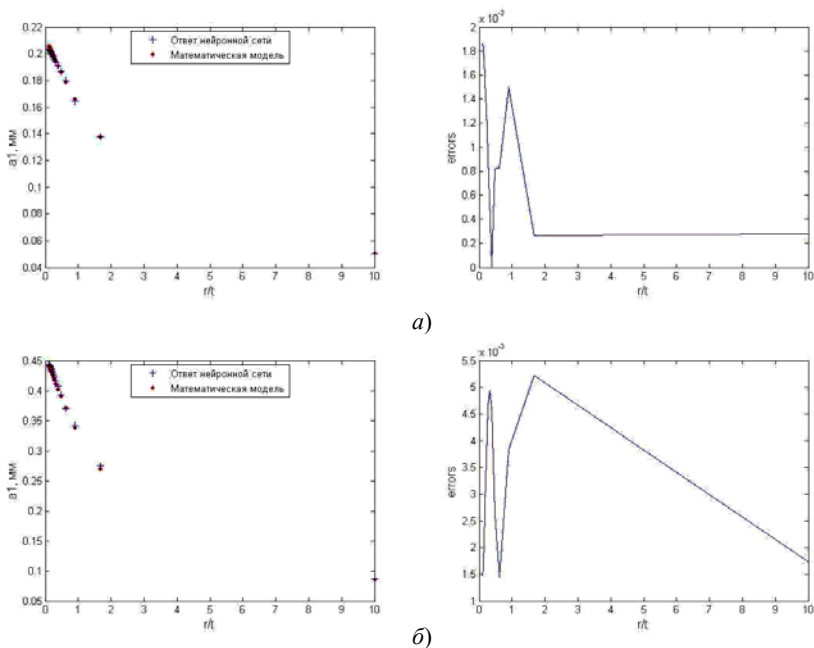 0.22
0.2
0.18
0.16
0.14
0.12
0.1
0.08
0.06
0.04
0 1 2 3 4 5 6 7 8 9 10
a1, мм
r/t
Ответ нейронной сети
Математическая модель
x 10⁻³
2
1.8
1.6
1.4
1.2
1
0.8
0.6
0.4
0.2
0
0 1 2 3 4 5 6 7 8 9 10
errors
r/t
а)
0.45
0.4
0.35
0.3
0.25
0.2
0.15
0.1
0.05
0 1 2 3 4 5 6 7 8 9 10
a1, мм
r/t
Ответ нейронной сети
Математическая модель
x 10⁻³
5.5
5
4.5
4
3.5
3
2.5
2
1.5
1
0 1 2 3 4 5 6 7 8 9 10
errors
r/t
б)